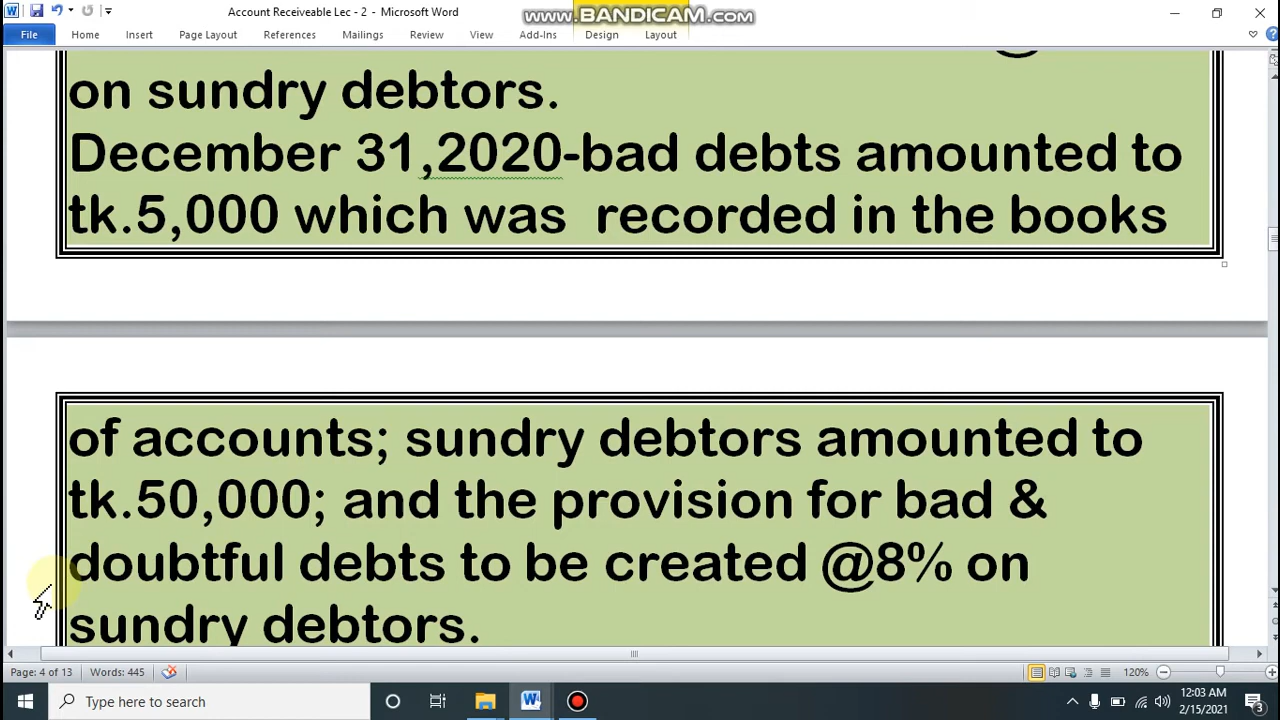 Account Receiveable Lec - 2 - Microsoft Word
www.BANDICAM.com
File Home Insert Page Layout References Mailings Review View Add-Ins Design Layout
on sundry debtors.
December 31,2020-bad debts amounted to
tk.5,000 which was recorded in the books
of accounts; sundry debtors amounted to
tk.50,000; and the provision for bad &
doubtful debts to be created @8% on
sundry debtors.
Page: 4 of 13 Words: 445 120%
Type here to search
12:03 AM
2/15/2021
3